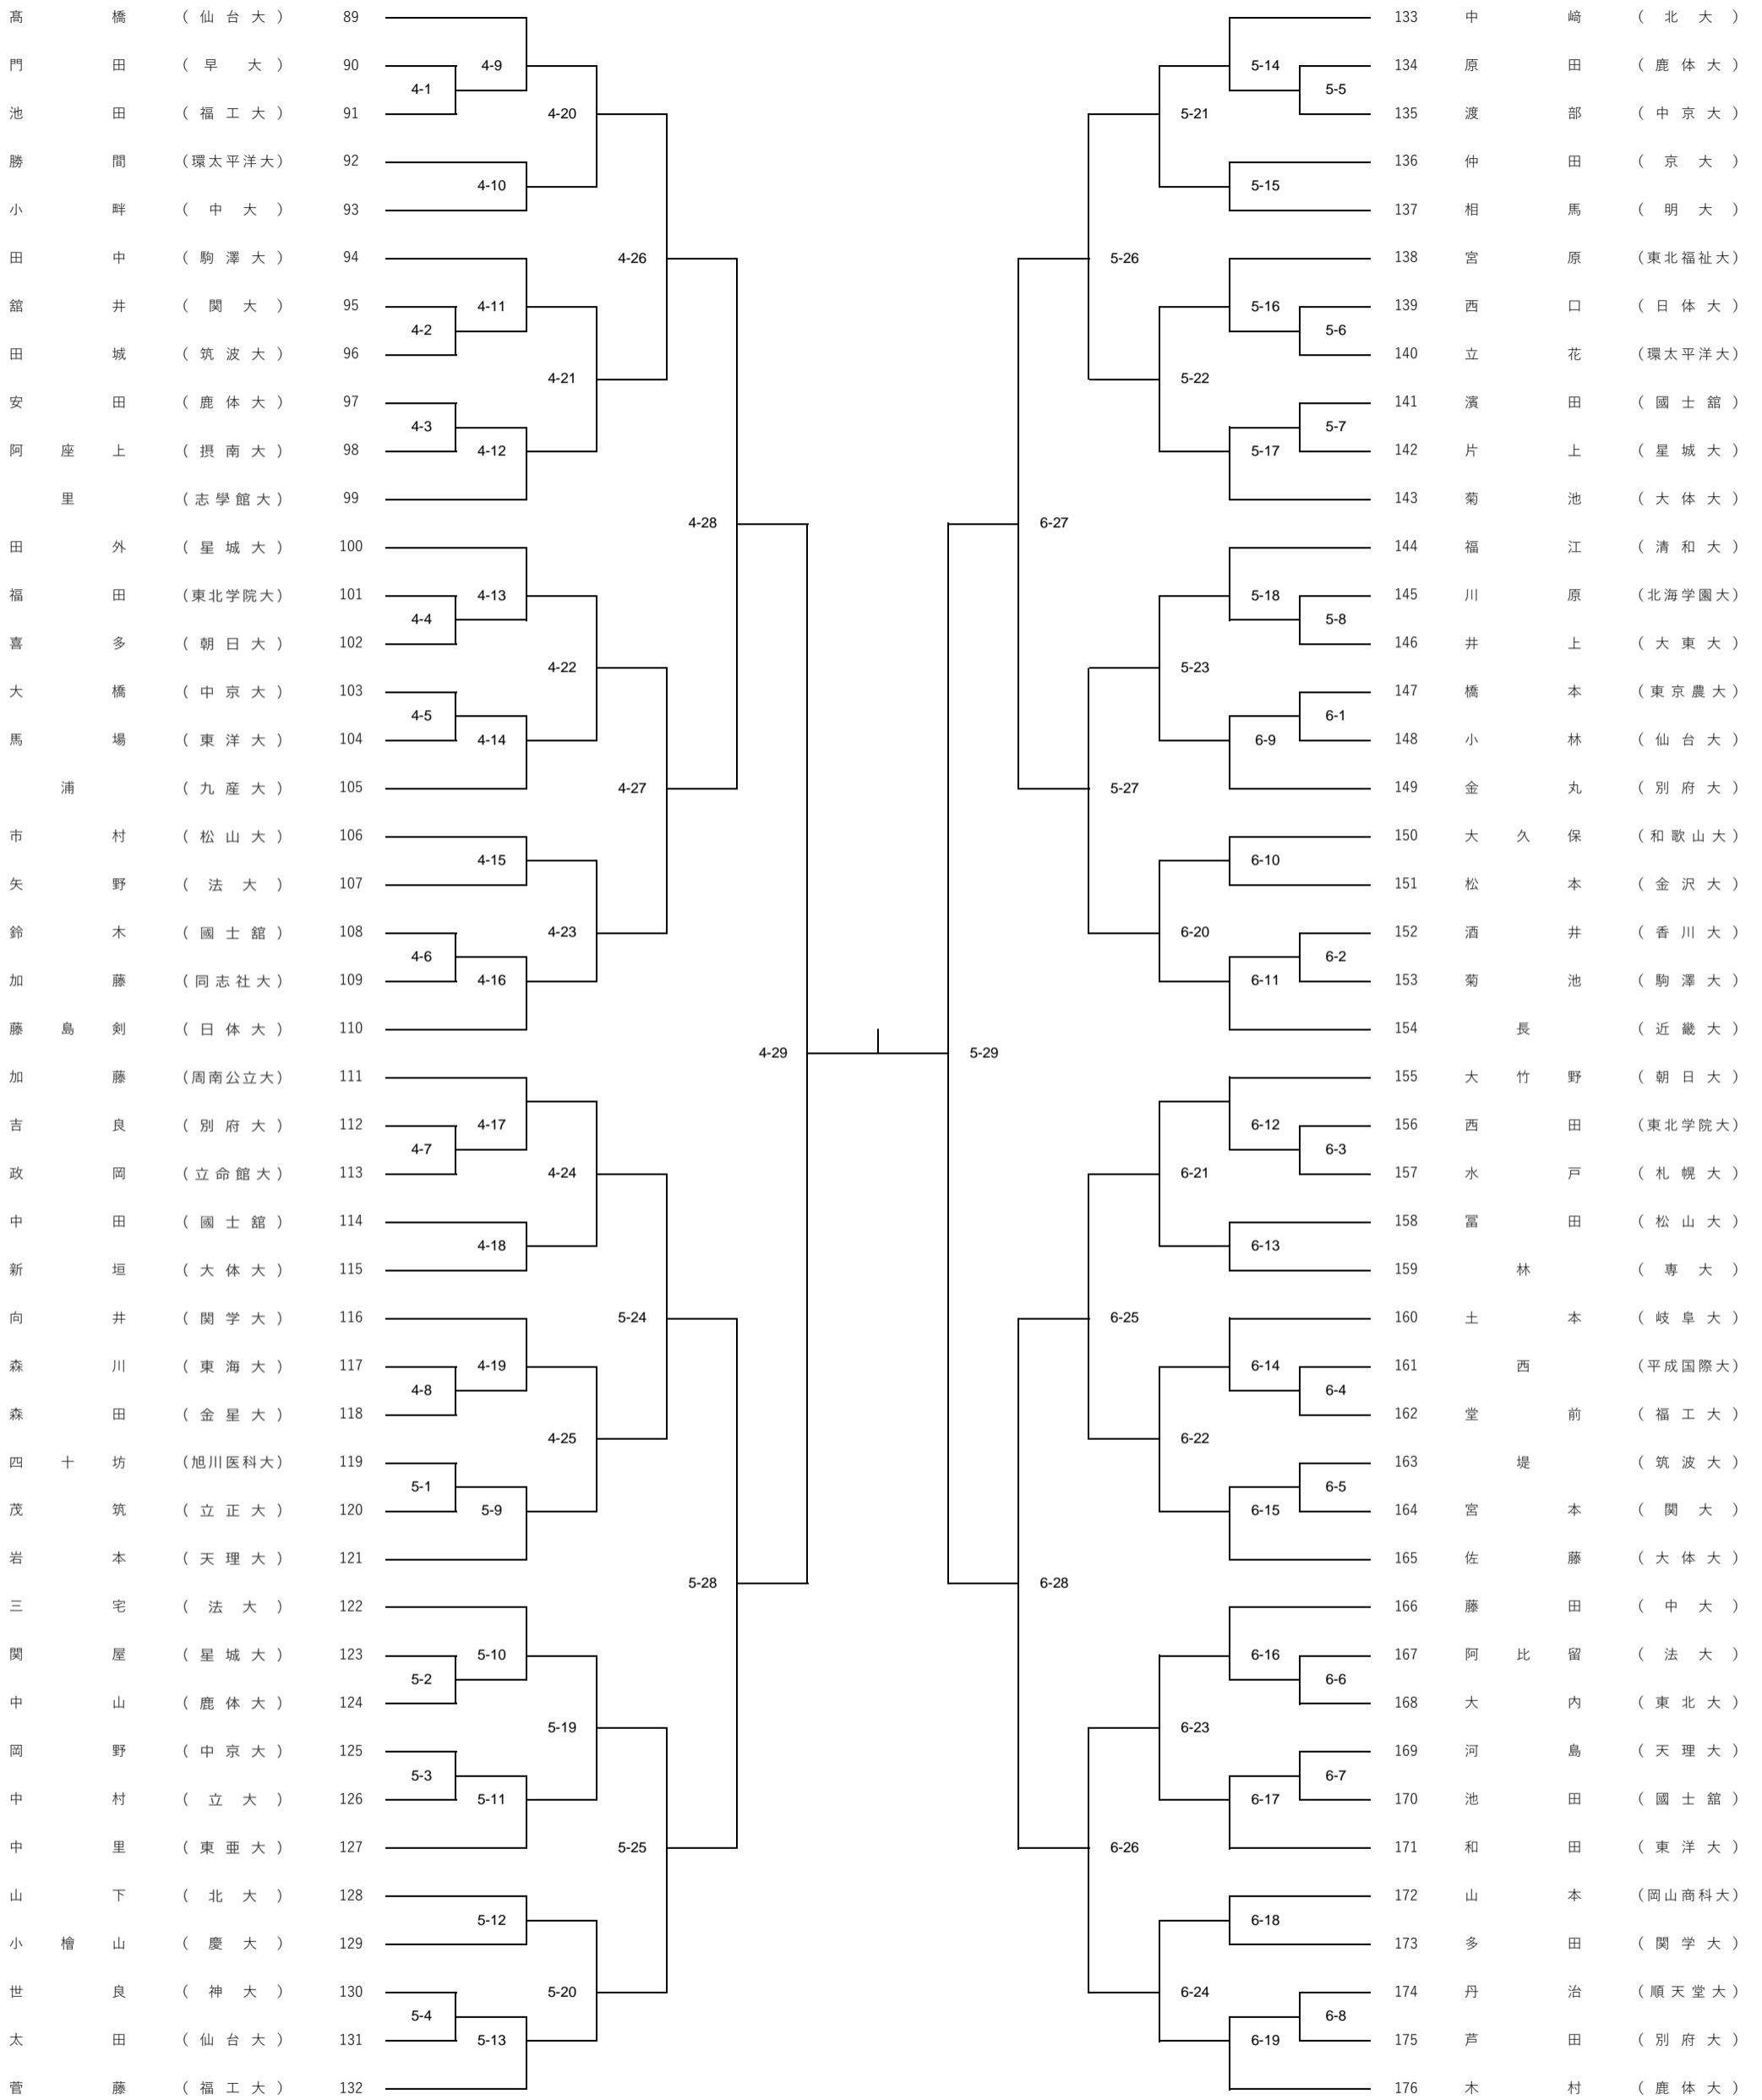 髙橋 (仙台大) 89
門田 (早大) 90
池田 (福工大) 91
勝間 (環太平洋大) 92
小畔 (中大) 93
田中 (駒澤大) 94
舘井 (関大) 95
田城 (筑波大) 96
安田 (鹿体大) 97
阿座上 (摂南大) 98
里 (志學館大) 99
田外 (星城大) 100
福田 (東北学院大) 101
喜多 (朝日大) 102
大橋 (中京大) 103
馬場 (東洋大) 104
浦 (九産大) 105
市村 (松山大) 106
矢野 (法大) 107
鈴木 (國士舘) 108
加藤 (同志社大) 109
藤島剣 (日体大) 110
加藤 (周南公立大) 111
吉良 (別府大) 112
政岡 (立命館大) 113
中田 (國士舘) 114
新垣 (大体大) 115
向井 (関学大) 116
森川 (東海大) 117
森田 (金星大) 118
四十坊 (旭川医科大) 119
茂筑 (立正大) 120
岩本 (天理大) 121
三宅 (法大) 122
関屋 (星城大) 123
中山 (鹿体大) 124
岡野 (中京大) 125
中村 (立大) 126
中里 (東亜大) 127
山下 (北大) 128
小檜山 (慶大) 129
世良 (神大) 130
太田 (仙台大) 131
菅藤 (福工大) 132
4-1
4-2
4-3
4-4
4-5
4-6
4-7
4-8
5-1
5-2
5-3
5-4
4-9
4-10
4-11
4-12
4-13
4-14
4-15
4-16
4-17
4-18
4-19
5-9
5-10
5-11
5-12
5-13
4-20
4-21
4-22
4-23
4-24
4-25
5-19
5-20
4-26
4-27
5-24
5-25
4-28
5-28
4-29
5-29
6-27
6-28
5-26
5-27
6-25
6-26
5-21
5-22
5-23
6-20
6-21
6-22
6-23
6-24
5-14
5-15
5-16
5-17
5-18
6-9
6-10
6-11
6-12
6-13
6-14
6-15
6-16
6-17
6-18
6-19
5-5
5-6
5-7
5-8
6-1
6-2
6-3
6-4
6-5
6-6
6-7
6-8
133 中﨑 (北大)
134 原田 (鹿体大)
135 渡部 (中京大)
136 仲田 (京大)
137 相馬 (明大)
138 宮原 (東北福祉大)
139 西口 (日体大)
140 立花 (環太平洋大)
141 濱田 (國士舘)
142 片上 (星城大)
143 菊池 (大体大)
144 福江 (清和大)
145 川原 (北海学園大)
146 井上 (大東大)
147 橋本 (東京農大)
148 小林 (仙台大)
149 金丸 (別府大)
150 大久保 (和歌山大)
151 松本 (金沢大)
152 酒井 (香川大)
153 菊池 (駒澤大)
154 長 (近畿大)
155 大竹野 (朝日大)
156 西田 (東北学院大)
157 水戸 (札幌大)
158 冨田 (松山大)
159 林 (専大)
160 土本 (岐阜大)
161 西 (平成国際大)
162 堂前 (福工大)
163 堤 (筑波大)
164 宮本 (関大)
165 佐藤 (大体大)
166 藤田 (中大)
167 阿比留 (法大)
168 大内 (東北大)
169 河島 (天理大)
170 池田 (國士舘)
171 和田 (東洋大)
172 山本 (岡山商科大)
173 多田 (関学大)
174 丹治 (順天堂大)
175 芦田 (別府大)
176 木村 (鹿体大)